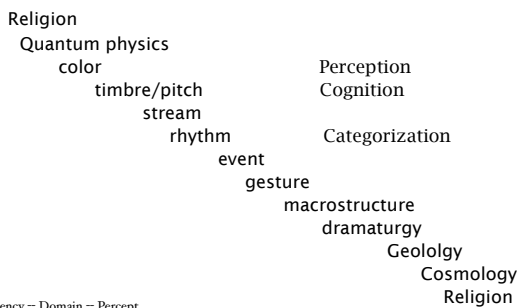 Religion
Quantum physics
color Perception
timbre/pitch Cognition
stream
rhythm Categorization
event
gesture
macrostructure
dramaturgy
Geololgy
Cosmology
Religion
ency -- Domain -- Percept